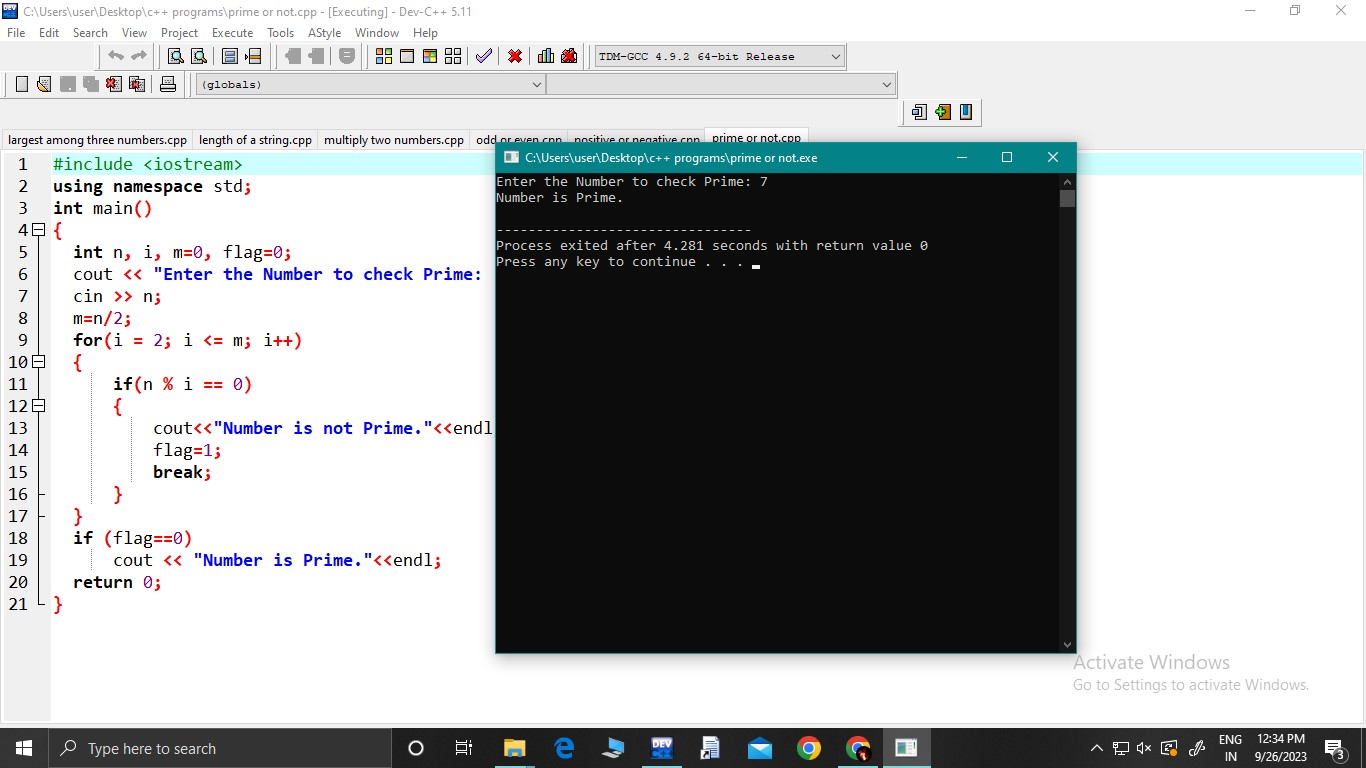 C:\Users\user\Desktop\c++ programs\prime or not.cpp - [Executing] - Dev-C++ 5.11
File Edit Search View Project Execute Tools AStyle Window Help
TDM-GCC 4.9.2 64-bit Release
(globals)
largest among three numbers.cpp length of a string.cpp multiply two numbers.cpp odd or even.cpp positive or negative.cpp prime or not.cpp
1 #include <iostream>
2 using namespace std;
3 int main()
4 {
5 int n, i, m=0, flag=0;
6 cout << "Enter the Number to check Prime:
7 cin >> n;
8 m=n/2;
9 for(i = 2; i <= m; i++)
10 {
11 if(n % i == 0)
12 {
13 cout<<"Number is not Prime."<<endl
14 flag=1;
15 break;
16 }
17 }
18 if (flag==0)
19 cout << "Number is Prime."<<endl;
20 return 0;
21 }
C:\Users\user\Desktop\c++ programs\prime or not.exe
Enter the Number to check Prime: 7
Number is Prime.
--------------------------------
Process exited after 4.281 seconds with return value 0
Press any key to continue . . .
Activate Windows
Go to Settings to activate Windows.
Type here to search
DEV
ENG
IN
12:34 PM
9/26/2023
3